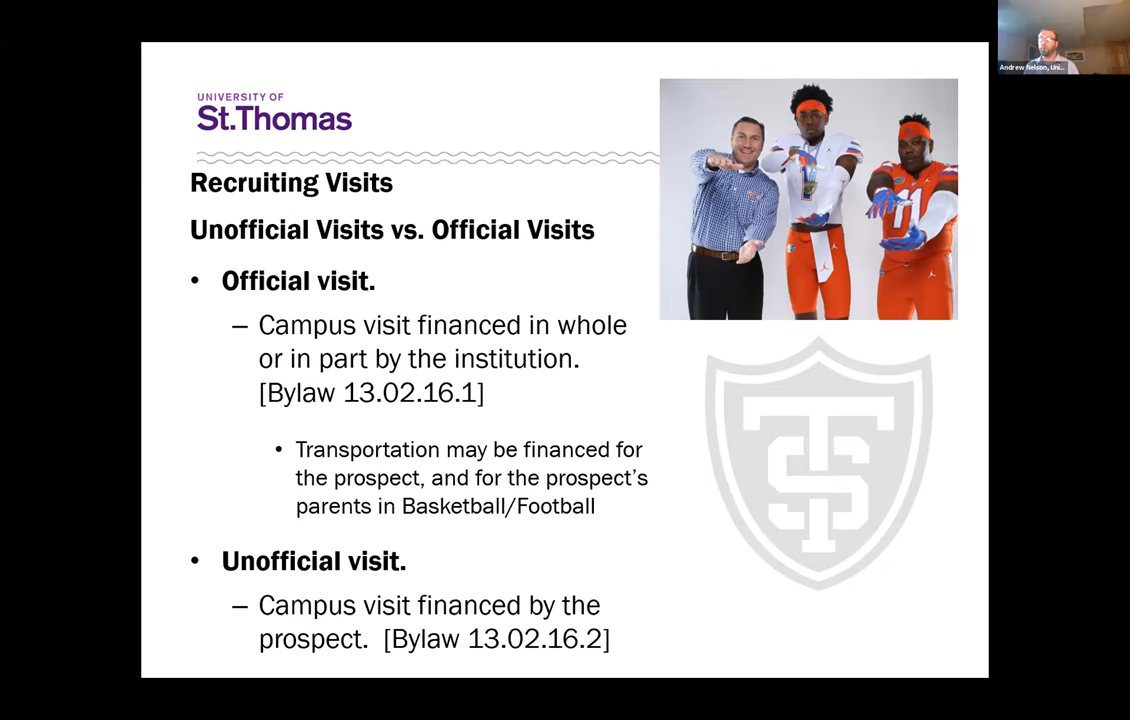 Andrew Nelson, Uni...
UNIVERSITY OF
St.Thomas
Recruiting Visits
Unofficial Visits vs. Official Visits
• Official visit.
– Campus visit financed in whole
or in part by the institution.
[Bylaw 13.02.16.1]
• Transportation may be financed for
the prospect, and for the prospect’s
parents in Basketball/Football
• Unofficial visit.
– Campus visit financed by the
prospect.  [Bylaw 13.02.16.2]
1
11